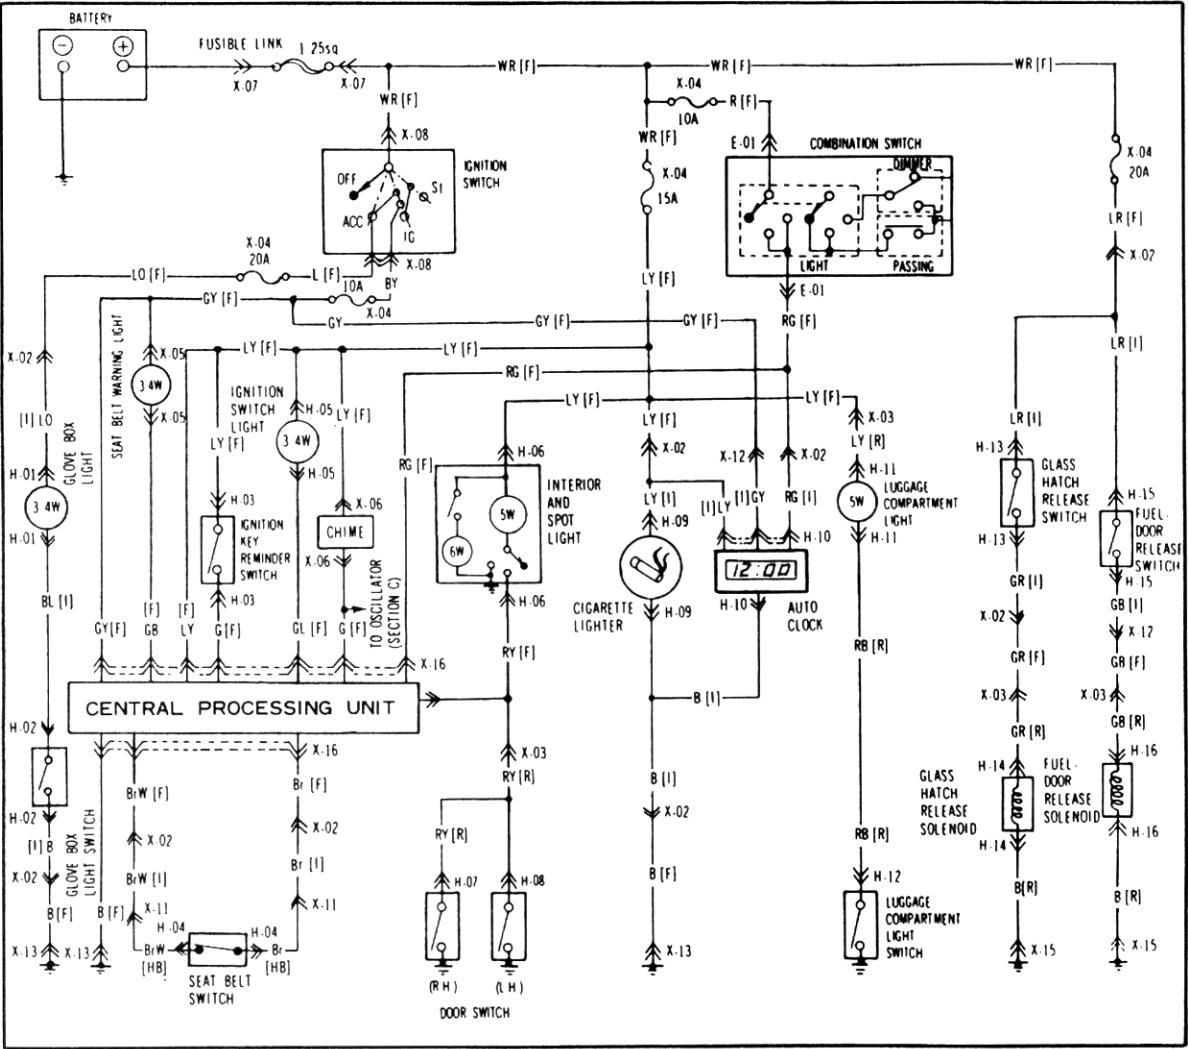 BATTERY
FUSIBLE LINK
1.25sq
X-07
X-07
WR [F]
WR [F]
WR [F]
WR [F]
X-08
IGNITION
SWITCH
OFF
ACC
IG
S1
X-08
X-04
20A
LO [F]
L [F]
BY
10A
X-04
GY [F]
GY
GY [F]
GY [F]
WR [F]
X-04
15A
LY [F]
X-04
10A
R [F]
E-01
COMBINATION SWITCH
DIMMER
LIGHT
PASSING
E-01
RG [F]
X-04
20A
LR [F]
X-02
LR [I]
X-02
[I] LO
H-01
3.4W
H-01
GLOVE BOX
LIGHT
BL [I]
SEAT BELT WARNING LIGHT
X-05
3.4W
X-05
LY [F]
LY [F]
RG [F]
LY [F]
LY [F]
IGNITION
SWITCH
LIGHT
H-05
3.4W
H-05
LY [F]
LY [F]
H-03
IGNITION
KEY
REMINDER
SWITCH
H-03
X-06
CHIME
X-06
TO OSCILLATOR
(SECTION C)
RG [F]
H-06
INTERIOR
AND
SPOT
LIGHT
5W
6W
H-06
RY [F]
LY [F]
X-02
LY [I]
H-09
CIGARETTE
LIGHTER
H-09
X-12
X-02
[I] LY
[I] GY
RG [I]
H-10
12:00
H-10
AUTO
CLOCK
X-03
LY [R]
H-11
5W
LUGGAGE
COMPARTMENT
LIGHT
H-11
RB [R]
RB [R]
LR [I]
H-13
GLASS
HATCH
RELEASE
SWITCH
H-13
GR [I]
X-02
GR [F]
X-03
GR [R]
H-15
FUEL-
DOOR
RELEASE
SWITCH
H-15
GB [I]
X-12
GB [F]
X-03
GB [R]
GY [F]
[F]
GB
[F]
LY
G [F]
GL [F]
G [F]
X-16
CENTRAL PROCESSING UNIT
X-16
H-02
H-02
[I] B
X-02
B [F]
X-13
GLOVE BOX
LIGHT SWITCH
B [F]
X-13
BrW [F]
X-02
BrW [I]
X-11
H-04
BrW
[HB]
SEAT BELT
SWITCH
H-04
Br
[HB]
Br [F]
X-02
Br [I]
X-11
X-03
RY [R]
RY [R]
H-07
H-08
(RH)
(LH)
DOOR SWITCH
B [I]
B [I]
X-02
B [F]
X-13
H-12
LUGGAGE
COMPARTMENT
LIGHT
SWITCH
H-14
GLASS
HATCH
RELEASE
SOLENOID
H-14
B [R]
X-15
H-16
FUEL-
DOOR
RELEASE
SOLENOID
H-16
B [R]
X-15